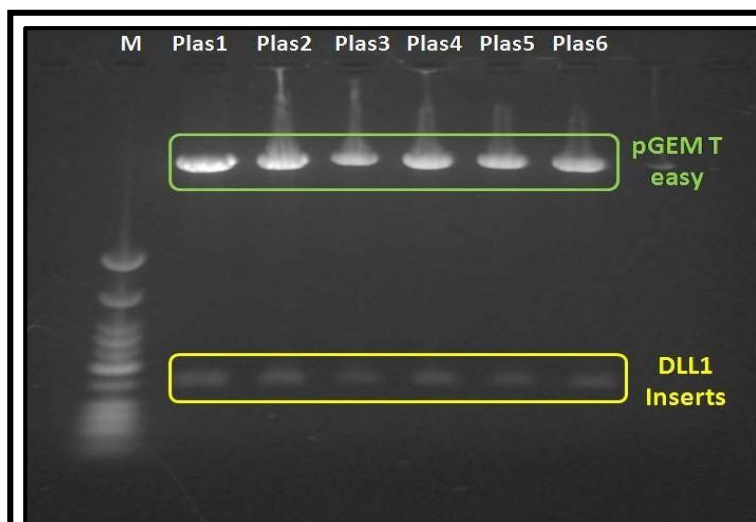 M Plas1 Plas2 Plas3 Plas4 Plas5 Plas6
pGEM T
easy
DLL1
Inserts